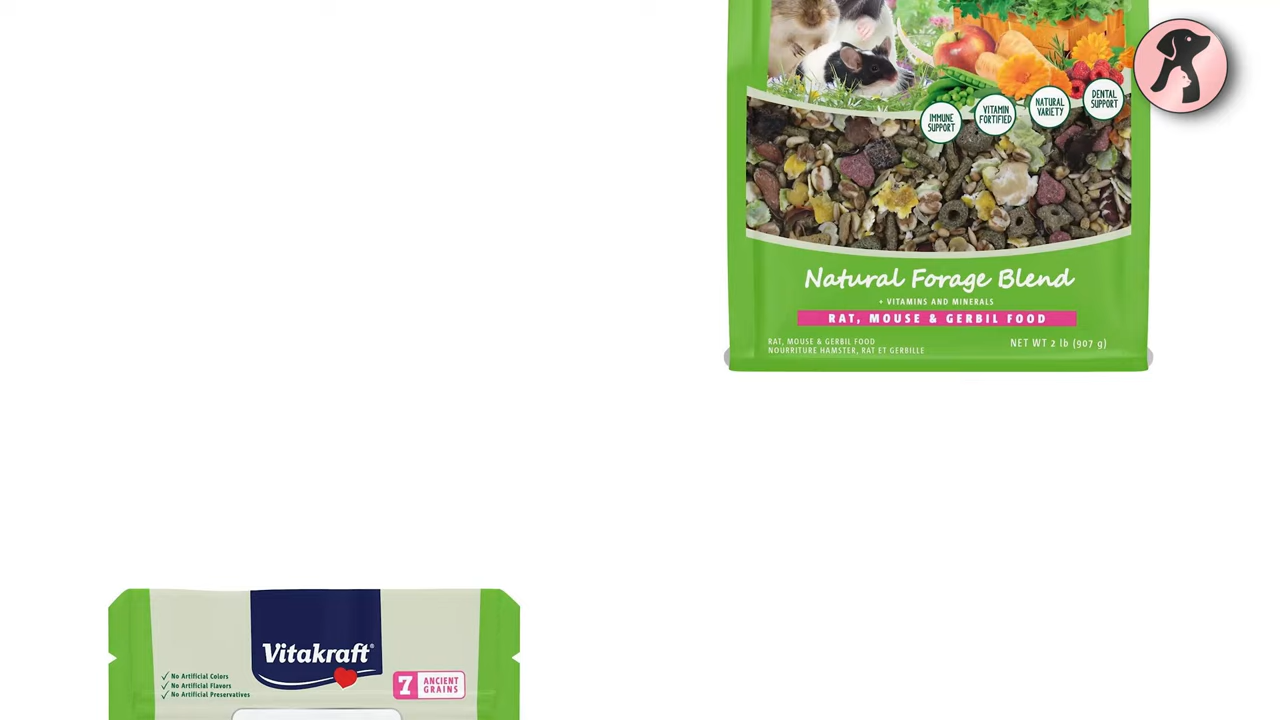 IMMUNE
SUPPORT
VITAMIN
FORTIFIED
NATURAL
VARIETY
DENTAL
SUPPORT
Natural Forage Blend
+ VITAMINS AND MINERALS
RAT, MOUSE & GERBIL FOOD
RAT, MOUSE & GERBIL FOOD
NOURRITURE HAMSTER, RAT ET GERBILLE
NET WT 2 lb (907 g)
Vitakraft®
✓ No Artificial Colors
✓ No Artificial Flavors
✓ No Artificial Preservatives
7 ANCIENT
GRAINS